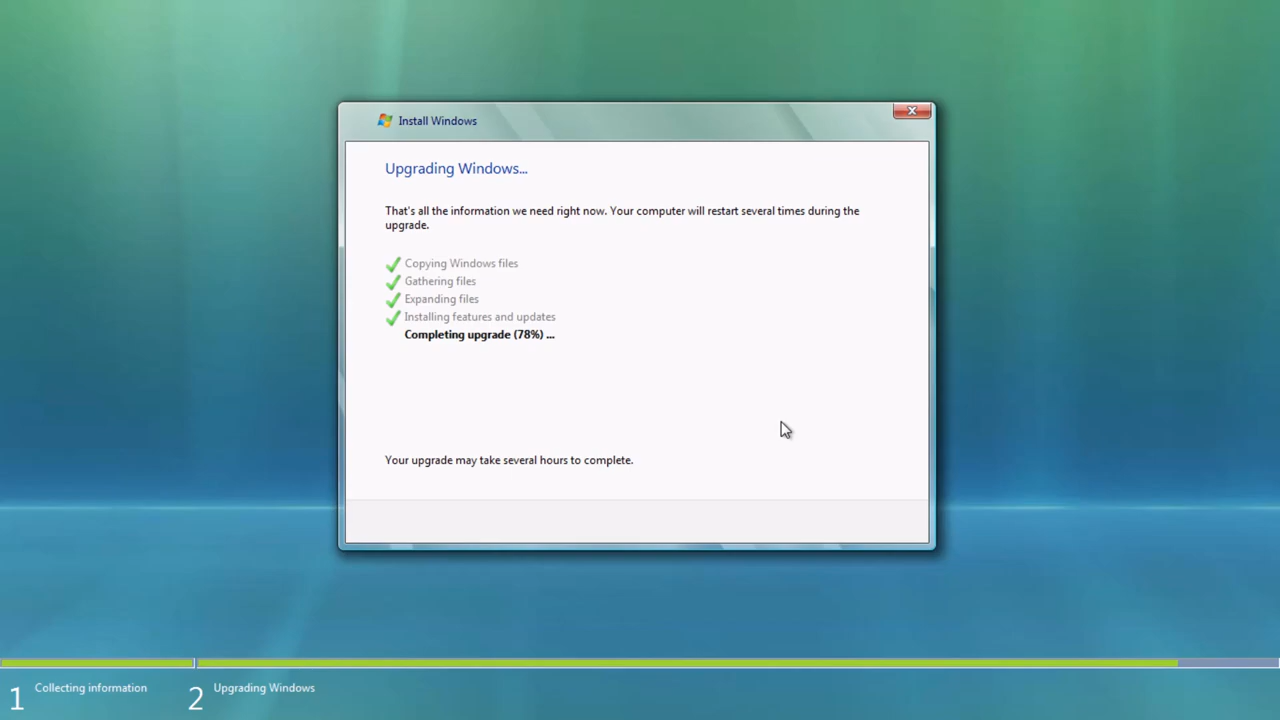 Install Windows
Upgrading Windows...
That's all the information we need right now. Your computer will restart several times during the
upgrade.
Copying Windows files
Gathering files
Expanding files
Installing features and updates
Completing upgrade (78%) ...
Your upgrade may take several hours to complete.
1 Collecting information 2 Upgrading Windows